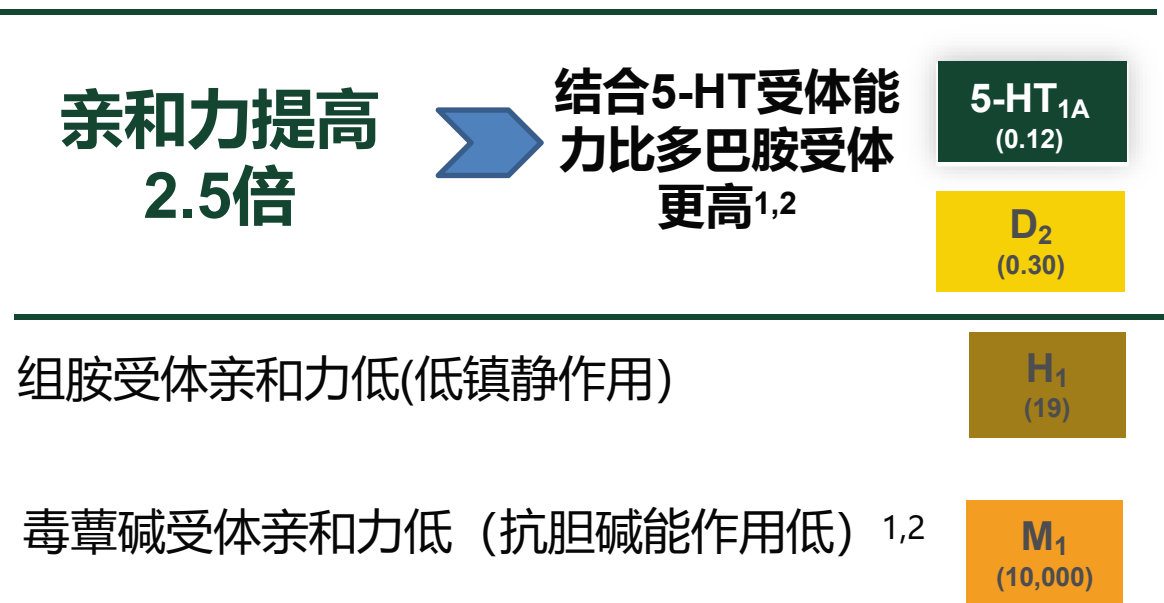 亲和力提高
2.5倍
结合5-HT受体能
力比多巴胺受体
更高1,2
5-HT1A
(0.12)
D2
(0.30)
组胺受体亲和力低(低镇静作用）
H1
(19)
毒蕈碱受体亲和力低（抗胆碱能作用低）1,2
M1
(10,000)